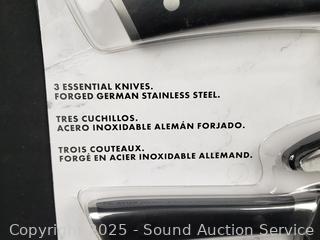 3 ESSENTIAL KNIVES.
FORGED GERMAN STAINLESS STEEL.
TRES CUCHILLOS.
ACERO INOXIDABLE ALEMÁN FORJADO.
TROIS COUTEAUX.
FORGÉ EN ACIER INOXIDABLE ALLEMAND.
Copyright 2025 - Sound Auction Service